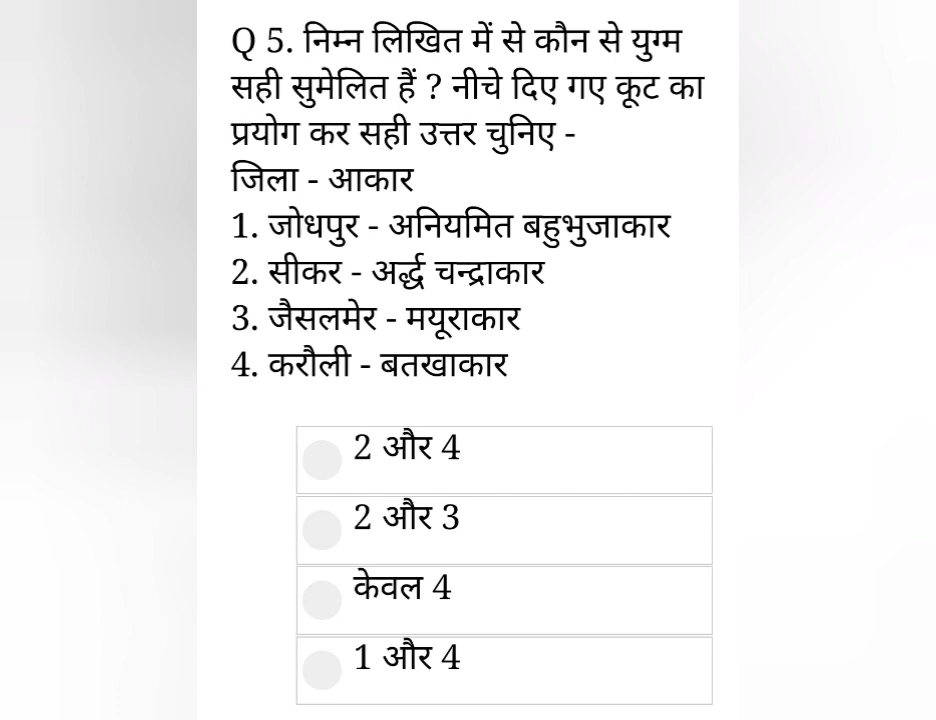 Q 5. निम्न लिखित में से कौन से युग्म
सही सुमेलित हैं ? नीचे दिए गए कूट का
प्रयोग कर सही उत्तर चुनिए -
जिला - आकार
1. जोधपुर - अनियमित बहुभुजाकार
2. सीकर - अर्द्ध चन्द्राकार
3. जैसलमेर - मयूराकार
4. करौली - बतखाकार
2 और 4
2 और 3
केवल 4
1 और 4